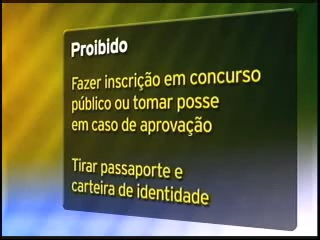 Proibido
Fazer inscrição em concurso
público ou tomar posse
em caso de aprovação
Tirar passaporte e
carteira de identidade